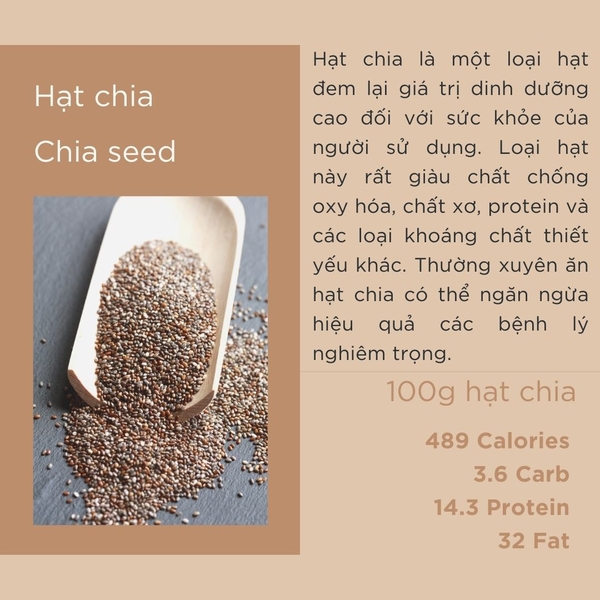 Hạt chia
Chia seed
Hạt chia là một loại hạt
đem lại giá trị dinh dưỡng
cao đối với sức khỏe của
người sử dụng. Loại hạt
này rất giàu chất chống
oxy hóa, chất xơ, protein và
các loại khoáng chất thiết
yếu khác. Thường xuyên ăn
hạt chia có thể ngăn ngừa
hiệu quả các bệnh lý
nghiêm trọng.
100g hạt chia
489 Calories
3.6 Carb
14.3 Protein
32 Fat